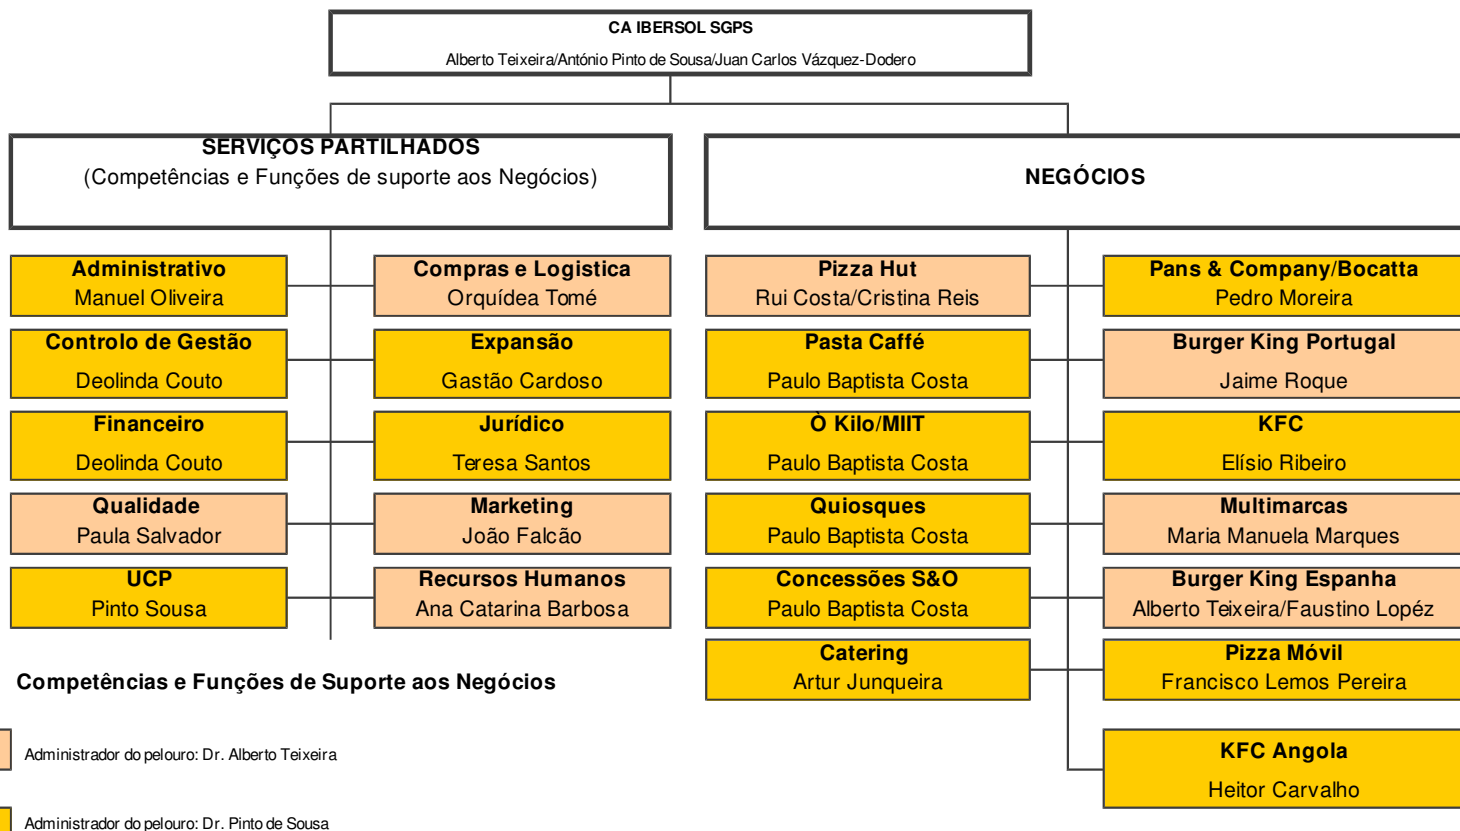 CA IBERSOL SGPS
Alberto Teixeira/António Pinto de Sousa/Juan Carlos Vázquez-Dodero
SERVIÇOS PARTILHADOS
(Competências e Funções de suporte aos Negócios)
NEGÓCIOS
Administrativo
Manuel Oliveira
Compras e Logistica
Orquídea Tomé
Pizza Hut
Rui Costa/Cristina Reis
Pans & Company/Bocatta
Pedro Moreira
Controlo de Gestão
Deolinda Couto
Expansão
Gastão Cardoso
Pasta Caffé
Paulo Baptista Costa
Burger King Portugal
Jaime Roque
Financeiro
Deolinda Couto
Jurídico
Teresa Santos
Ò Kilo/MIIT
Paulo Baptista Costa
KFC
Elísio Ribeiro
Qualidade
Paula Salvador
Marketing
João Falcão
Quiosques
Paulo Baptista Costa
Multimarcas
Maria Manuela Marques
UCP
Pinto Sousa
Recursos Humanos
Ana Catarina Barbosa
Concessões S&O
Paulo Baptista Costa
Burger King Espanha
Alberto Teixeira/Faustino Lopéz
Catering
Artur Junqueira
Pizza Móvil
Francisco Lemos Pereira
KFC Angola
Heitor Carvalho
Competências e Funções de Suporte aos Negócios
Administrador do pelouro: Dr. Alberto Teixeira
Administrador do pelouro: Dr. Pinto de Sousa